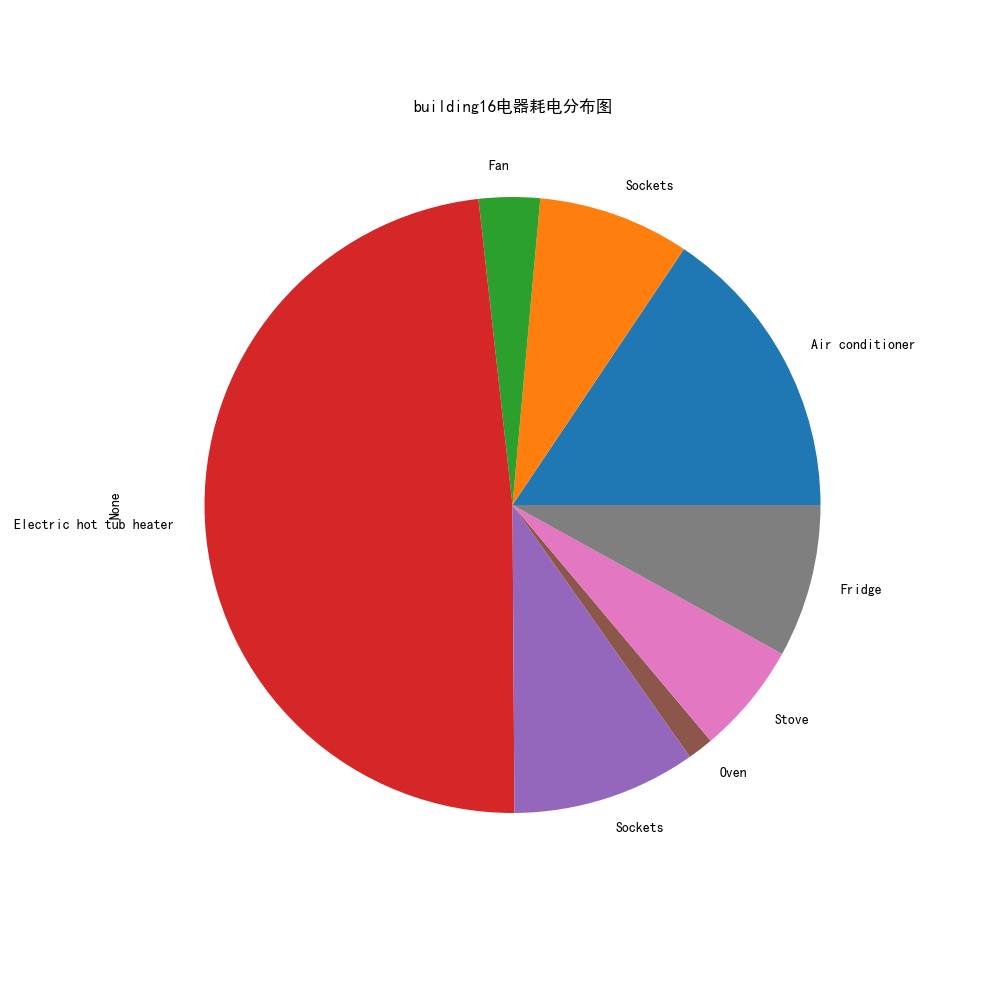 building16电器耗电分布图
Fan
Sockets
Air conditioner
None
Electric hot tub heater
Fridge
Stove
Oven
Sockets